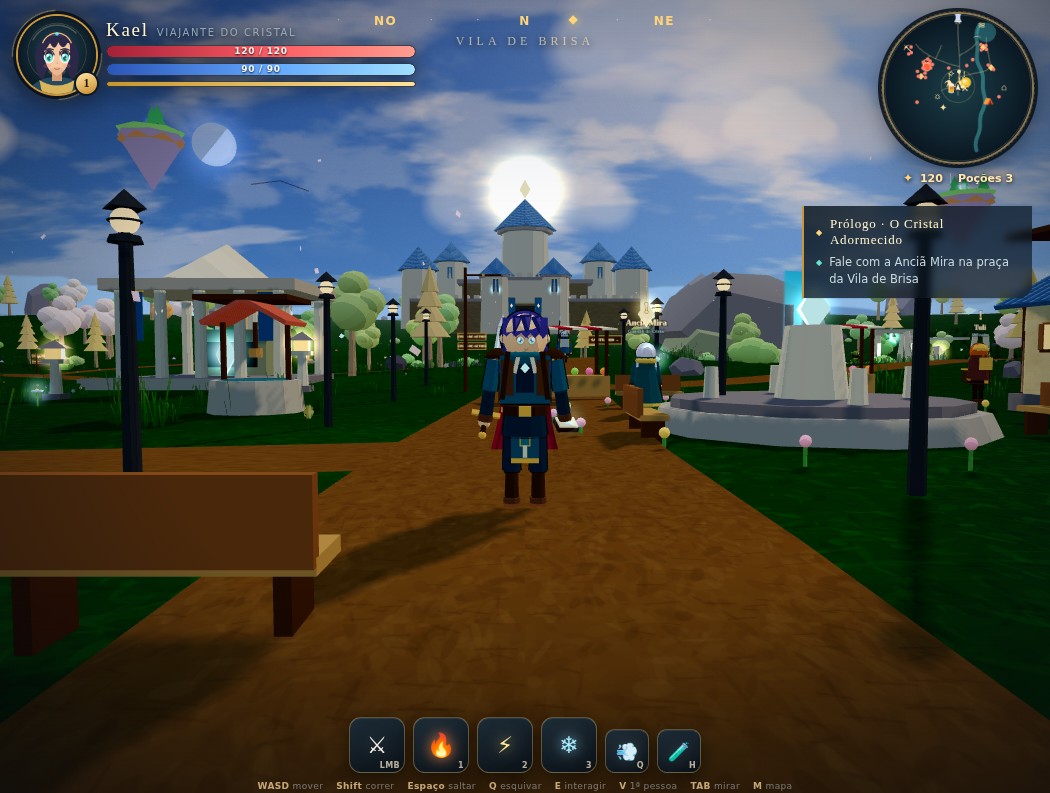 NO N NE
Kael VIAJANTE DO CRISTAL
VILA DE BRISA
120 / 120
90 / 90
1
120 | Poções 3
Prólogo · O Cristal
Adormecido
Fale com a Anciã Mira na praça
da Vila de Brisa
Anciã Mira
Tuli
LMB 1 2 3 Q H
WASD mover Shift correr Espaço saltar Q esquivar E interagir V 1ª pessoa TAB mirar M mapa